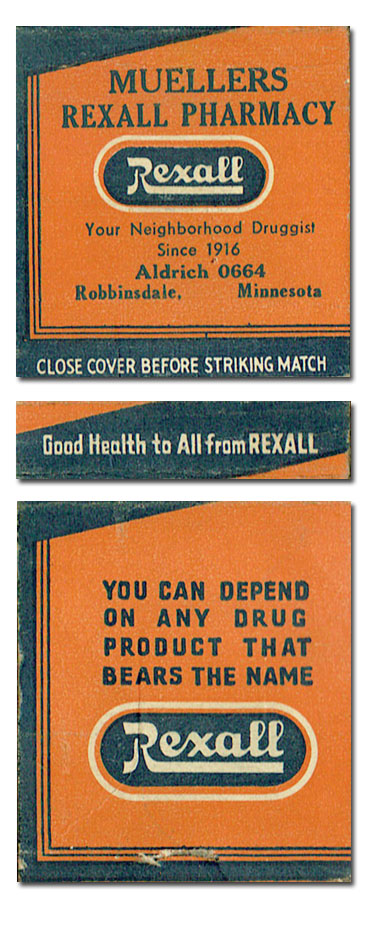 MUELLERS
REXALL PHARMACY
Rexall
Your Neighborhood Druggist
Since 1916
Aldrich 0664
Robbinsdale, Minnesota
CLOSE COVER BEFORE STRIKING MATCH
Good Health to All from REXALL
YOU CAN DEPEND
ON ANY DRUG
PRODUCT THAT
BEARS THE NAME
Rexall